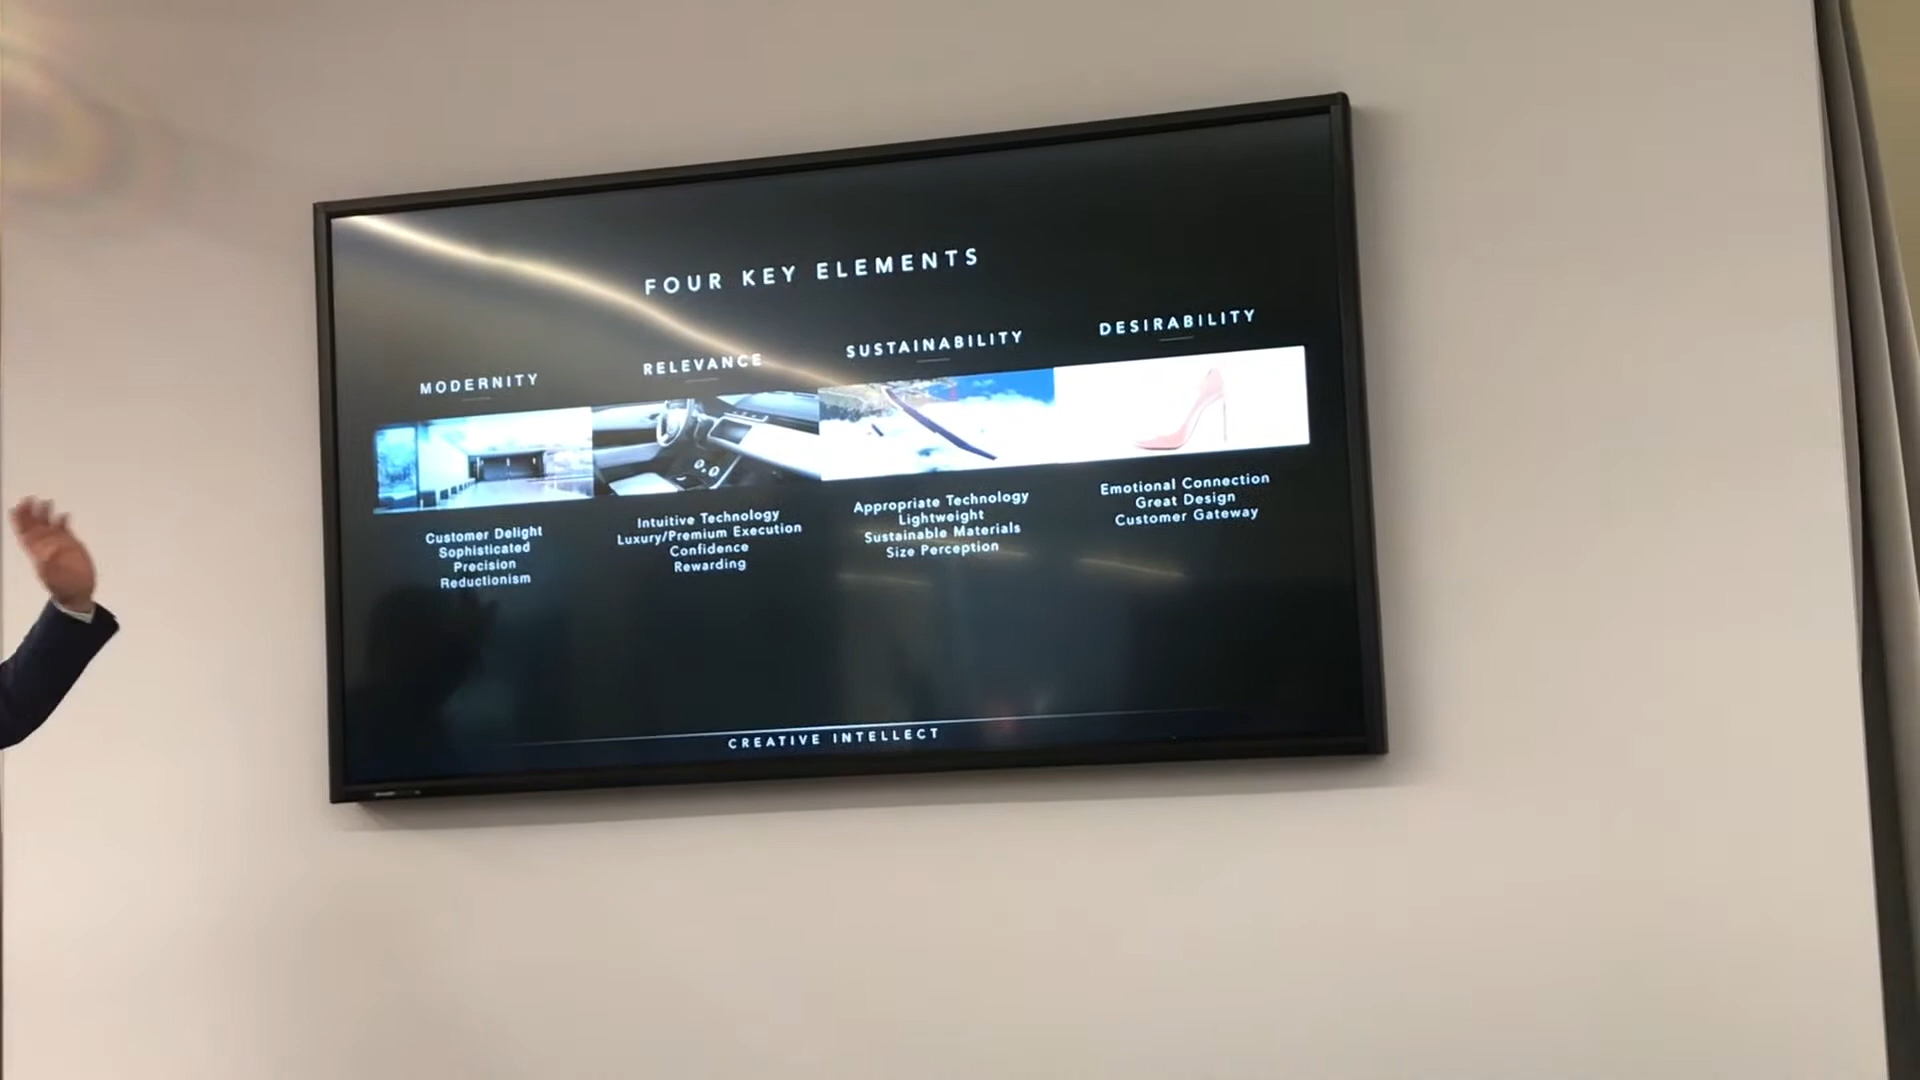 FOUR KEY ELEMENTS
MODERNITY
Customer Delight
Sophisticated
Precision
Reductionism
RELEVANCE
Intuitive Technology
Luxury/Premium Execution
Confidence
Rewarding
SUSTAINABILITY
Appropriate Technology
Lightweight
Sustainable Materials
Size Perception
DESIRABILITY
Emotional Connection
Great Design
Customer Gateway
CREATIVE INTELLECT